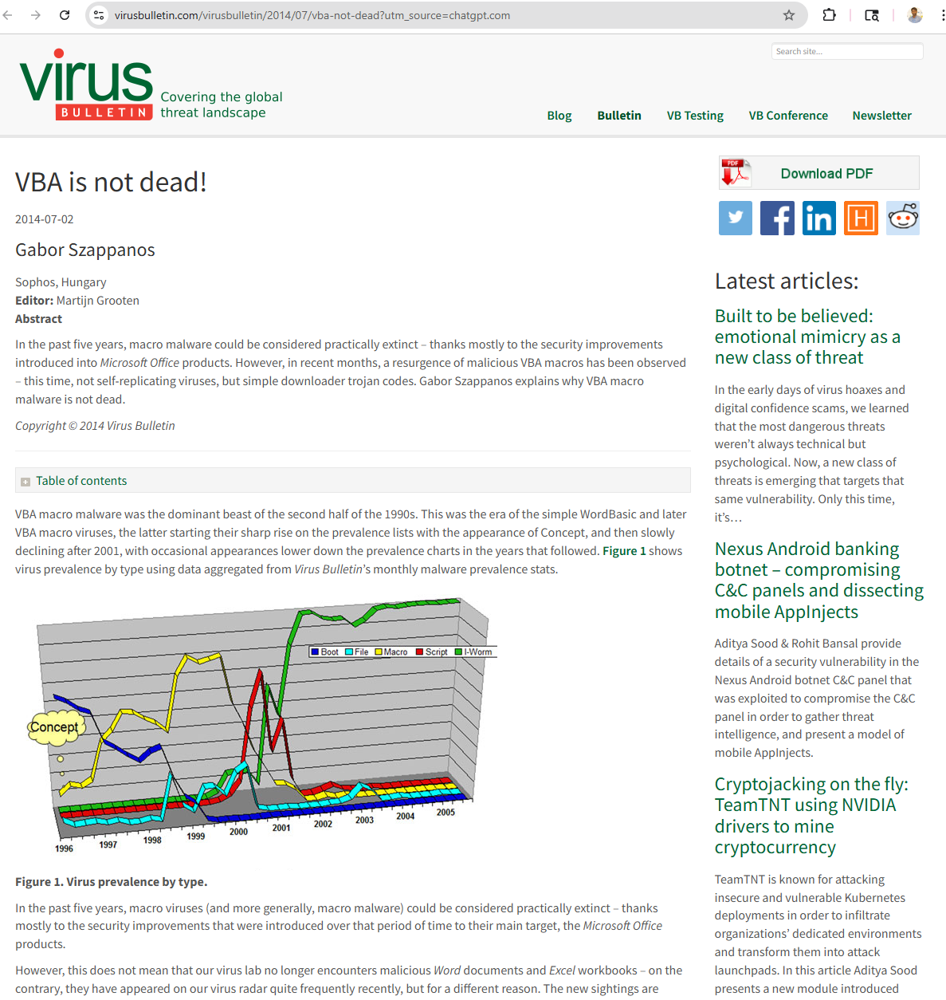 virusbulletin.com/virusbulletin/2014/07/vba-not-dead?utm_source=chatgpt.com
Search site...
virus
BULLETIN
Covering the global
threat landscape
Blog
Bulletin
VB Testing
VB Conference
Newsletter
VBA is not dead!
2014-07-02
Gabor Szappanos
Sophos, Hungary
Editor: Martijn Grooten
Abstract
In the past five years, macro malware could be considered practically extinct – thanks mostly to the security improvements
introduced into Microsoft Office products. However, in recent months, a resurgence of malicious VBA macros has been observed
– this time, not self-replicating viruses, but simple downloader trojan codes. Gabor Szappanos explains why VBA macro
malware is not dead.
Copyright © 2014 Virus Bulletin
Table of contents
VBA macro malware was the dominant beast of the second half of the 1990s. This was the era of the simple WordBasic and later
VBA macro viruses, the latter starting their sharp rise on the prevalence lists with the appearance of Concept, and then slowly
declining after 2001, with occasional appearances lower down the prevalence charts in the years that followed. Figure 1 shows
virus prevalence by type using data aggregated from Virus Bulletin's monthly malware prevalence stats.
Boot File Macro Script I-Worm
Concept
1996 1997 1998 1999 2000 2001 2002 2003 2004 2005
Figure 1. Virus prevalence by type.
In the past five years, macro viruses (and more generally, macro malware) could be considered practically extinct – thanks
mostly to the security improvements that were introduced over that period of time to their main target, the Microsoft Office
products.
However, this does not mean that our virus lab no longer encounters malicious Word documents and Excel workbooks – on the
contrary, they have appeared on our virus radar quite frequently recently, but for a different reason. The new sightings are
PDF
Download PDF
f
in
H
Latest articles:
Built to be believed:
emotional mimicry as a
new class of threat
In the early days of virus hoaxes and
digital confidence scams, we learned
that the most dangerous threats
weren't always technical but
psychological. Now, a new class of
threats is emerging that targets that
same vulnerability. Only this time,
it's…
Nexus Android banking
botnet – compromising
C&C panels and dissecting
mobile AppInjects
Aditya Sood & Rohit Bansal provide
details of a security vulnerability in the
Nexus Android botnet C&C panel that
was exploited to compromise the C&C
panel in order to gather threat
intelligence, and present a model of
mobile AppInjects.
Cryptojacking on the fly:
TeamTNT using NVIDIA
drivers to mine
cryptocurrency
TeamTNT is known for attacking
insecure and vulnerable Kubernetes
deployments in order to infiltrate
organizations' dedicated environments
and transform them into attack
launchpads. In this article Aditya Sood
presents a new module introduced